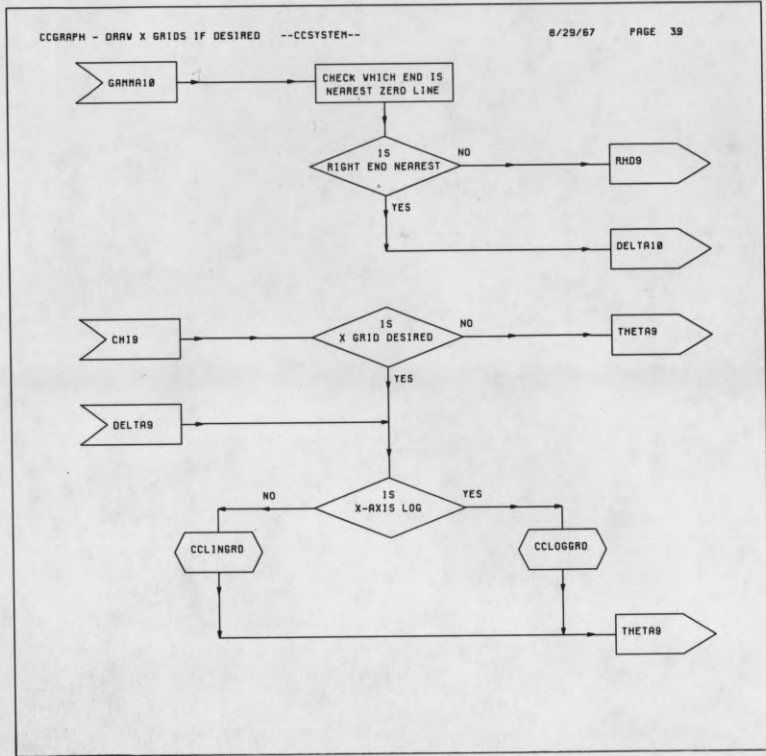 CCGRAPH - DRAW X GRIDS IF DESIRED --CCSYSTEM-- 8/29/67 PAGE 39
GAMMA10
CHECK WHICH END IS
NEAREST ZERO LINE
IS
RIGHT END NEAREST
NO
RHO9
YES
DELTA10
CHI9
IS
X GRID DESIRED
NO
THETA9
YES
DELTA9
IS
X-AXIS LOG
NO
YES
CCLINGRD
CCLOGGRD
THETA9